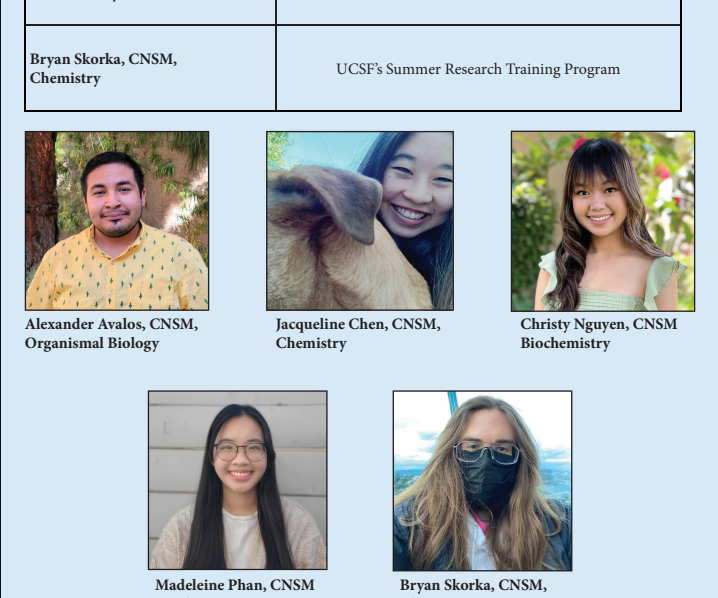 Bryan Skorka, CNSM,
Chemistry
UCSF's Summer Research Training Program
Alexander Avalos, CNSM,
Organismal Biology
Jacqueline Chen, CNSM,
Chemistry
Christy Nguyen, CNSM
Biochemistry
Madeleine Phan, CNSM
Bryan Skorka, CNSM,